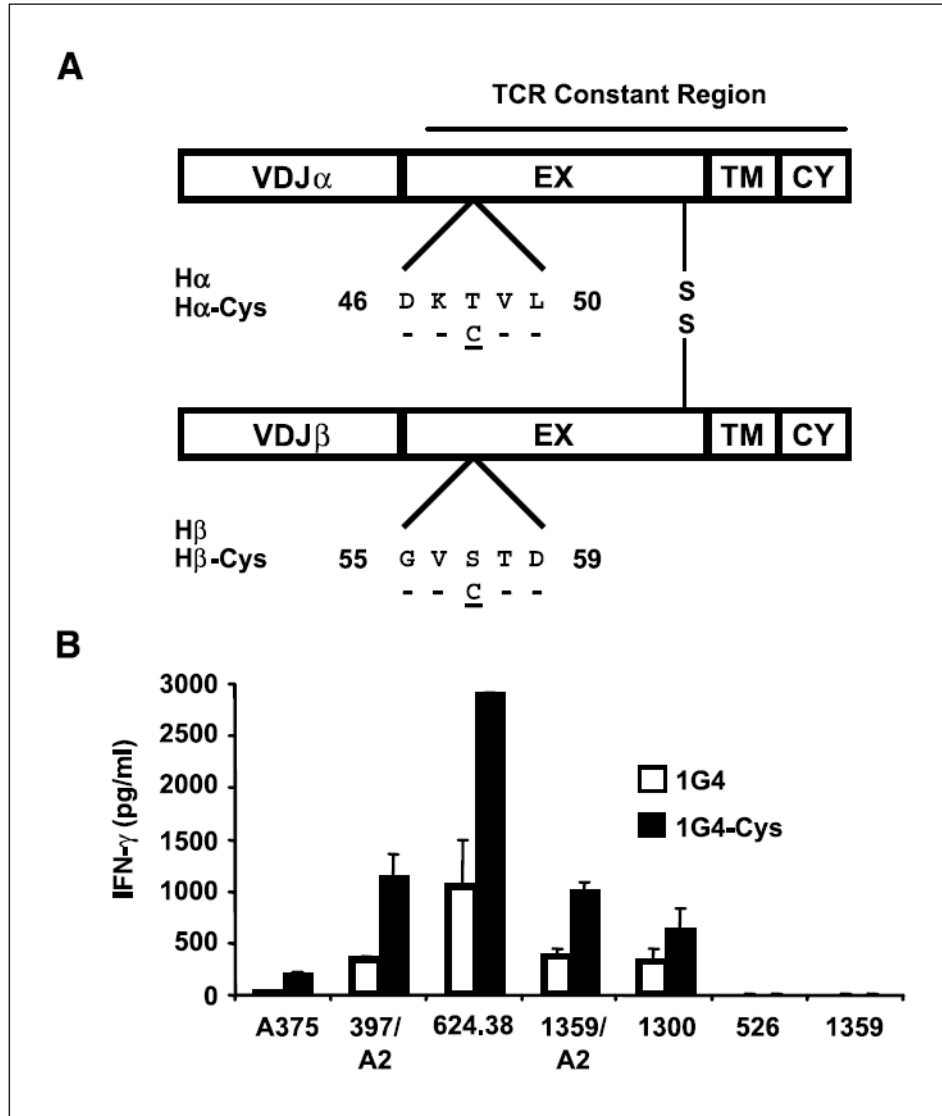 A
TCR Constant Region
VDJα EX TM CY
Hα
Hα-Cys 46 D K T V L 50
- - C - -
S
S
VDJβ EX TM CY
Hβ
Hβ-Cys 55 G V S T D 59
- - C - -
B
IFN-γ (pg/ml)
3000
2500
2000
1500
1000
500
0
1G4
1G4-Cys
A375 397/ 624.38 1359/ 1300 526 1359
A2 A2